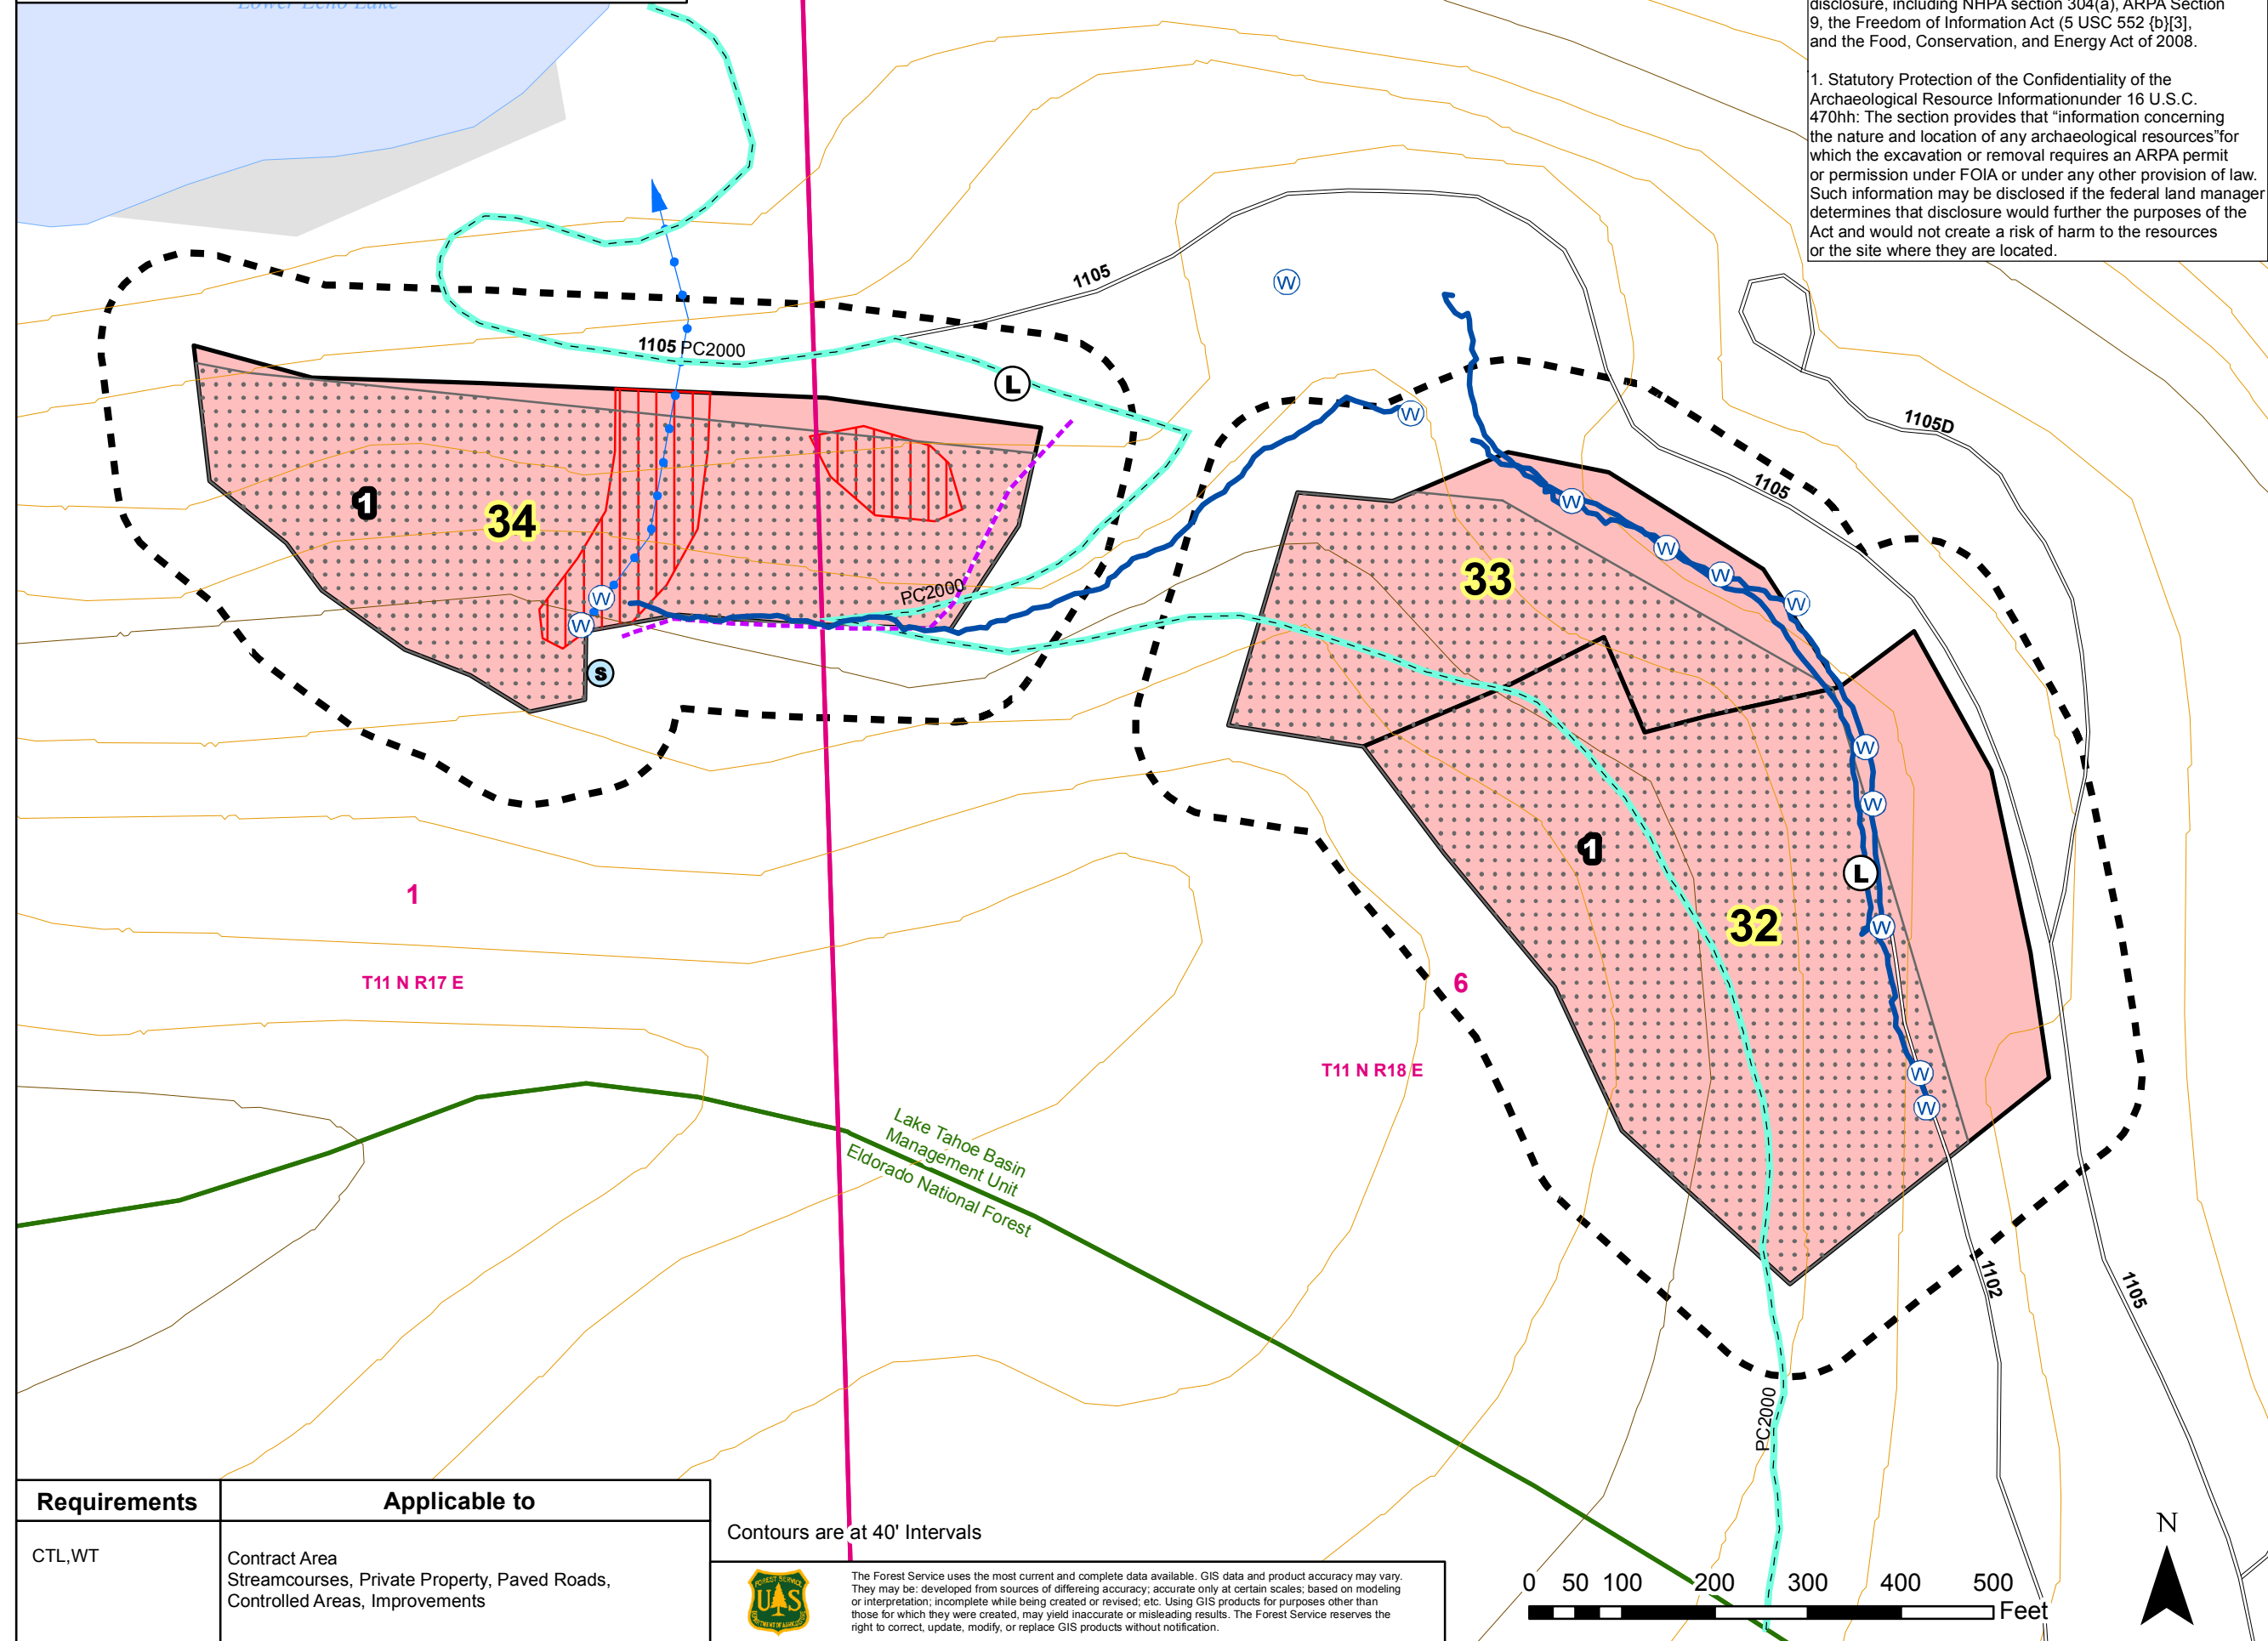 Lower Echo Lake
disclosure, including NHPA section 304(a), ARPA Section
9, the Freedom of Information Act (5 USC 552 {b}[3],
and the Food, Conservation, and Energy Act of 2008.
1. Statutory Protection of the Confidentiality of the
Archaeological Resource Informationunder 16 U.S.C.
470hh: The section provides that “information concerning
the nature and location of any archaeological resources”for
which the excavation or removal requires an ARPA permit
or permission under FOIA or under any other provision of law.
Such information may be disclosed if the federal land manager
determines that disclosure would further the purposes of the
Act and would not create a risk of harm to the resources
or the site where they are located.
1105
W
1105 PC2000
L
W
1105D
1105
1
34
W
33
W
W
W
W
W
PC2000
S
W
W
1
L
1
32
W
6
T11 N R17 E
T11 N R18 E
W
W
Lake Tahoe Basin
Management Unit
Eldorado National Forest
1102
1105
PC2000
Requirements
Applicable to
CTL,WT
Contract Area
Streamcourses, Private Property, Paved Roads,
Controlled Areas, Improvements
Contours are at 40' Intervals
FOREST SERVICE
U S
DEPARTMENT OF AGRICULTURE
The Forest Service uses the most current and complete data available. GIS data and product accuracy may vary.
They may be: developed from sources of differeing accuracy; accurate only at certain scales; based on modeling
or interpretation; incomplete while being created or revised; etc. Using GIS products for purposes other than
those for which they were created, may yield inaccurate or misleading results. The Forest Service reserves the
right to correct, update, modify, or replace GIS products without notification.
0 50 100 200 300 400 500
Feet
N